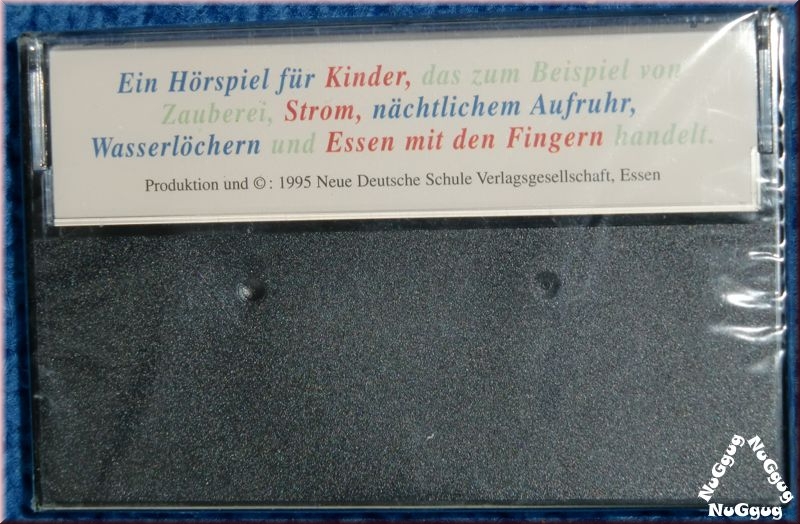 Ein Hörspiel für Kinder, das zum Beispiel von
Zauberei, Strom, nächtlichem Aufruhr,
Wasserlöchern und Essen mit den Fingern handelt.
Produktion und ©: 1995 Neue Deutsche Schule Verlagsgesellschaft, Essen
NuGgug
NuGgug
NuGgug